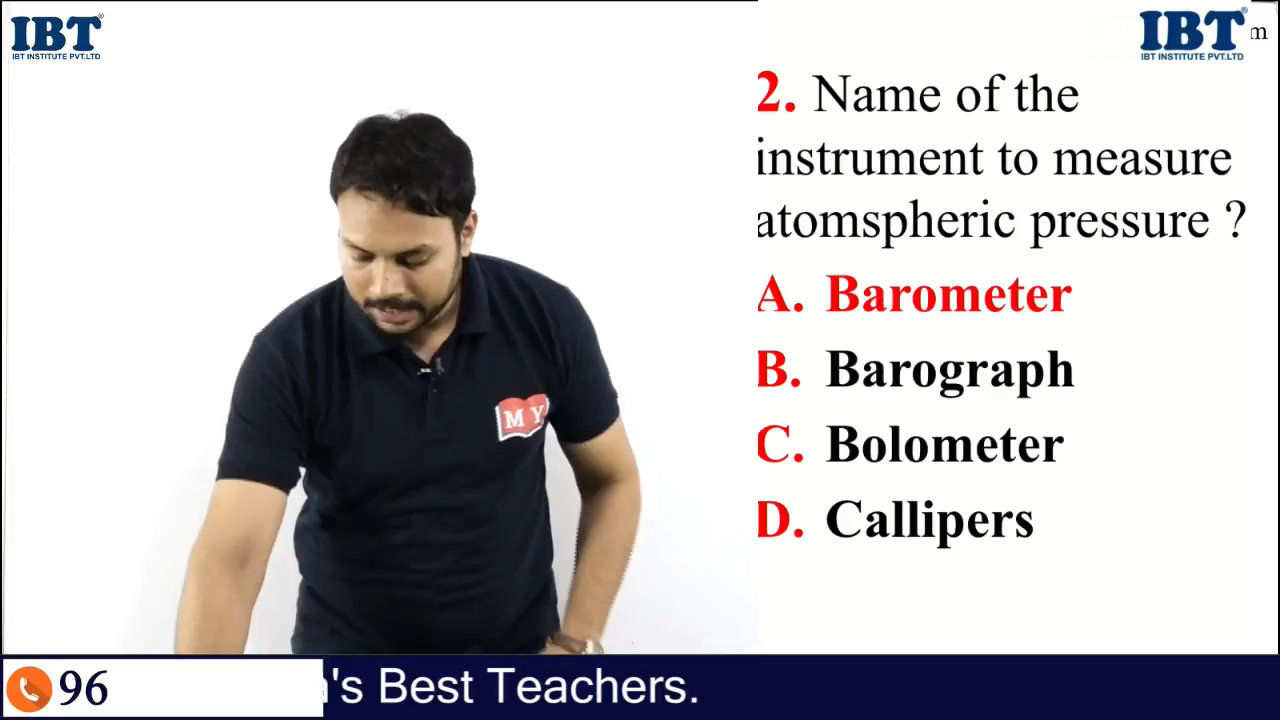 IBT
IBT INSTITUTE PVT.LTD
IBT
IBT INSTITUTE PVT.LTD
m
2. Name of the
instrument to measure
atomspheric pressure ?
A. Barometer
B. Barograph
C. Bolometer
D. Callipers
M Y
96
's Best Teachers.